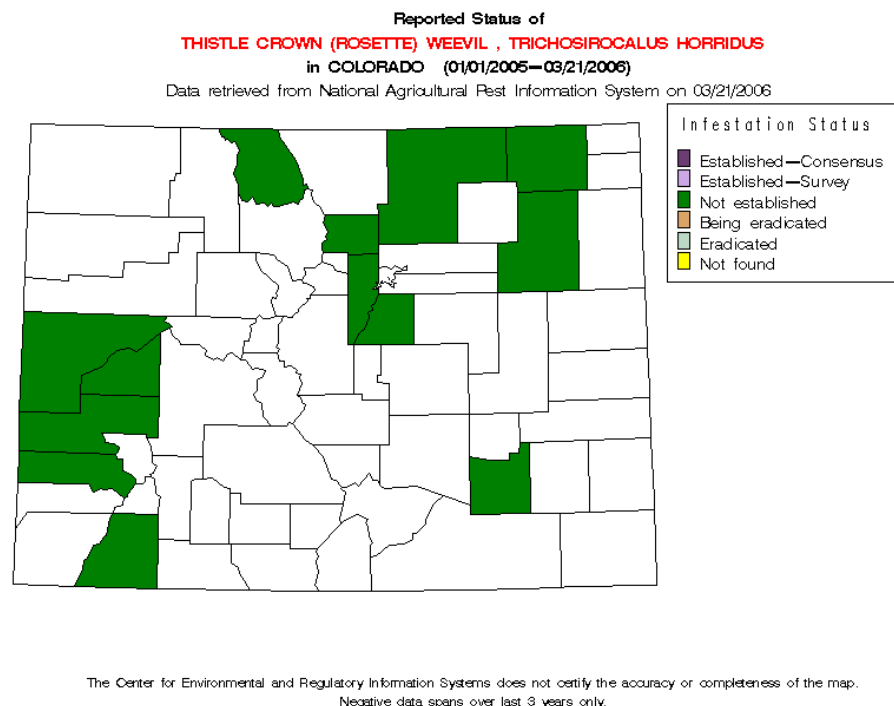 Reported Status of
THISTLE CROWN (ROSETTE) WEEVIL , TRICHOSIROCALUS HORRIDUS
in COLORADO (01/01/2005—03/21/2006)
Data retrieved from National Agricultural Pest Information System on 03/21/2006
Infestation Status
Established—Consensus
Established—Survey
Not established
Being eradicated
Eradicated
Not found
The Center for Environmental and Regulatory Information Systems does not certify the accuracy or completeness of the map.
Negative data spans over last 3 years only.